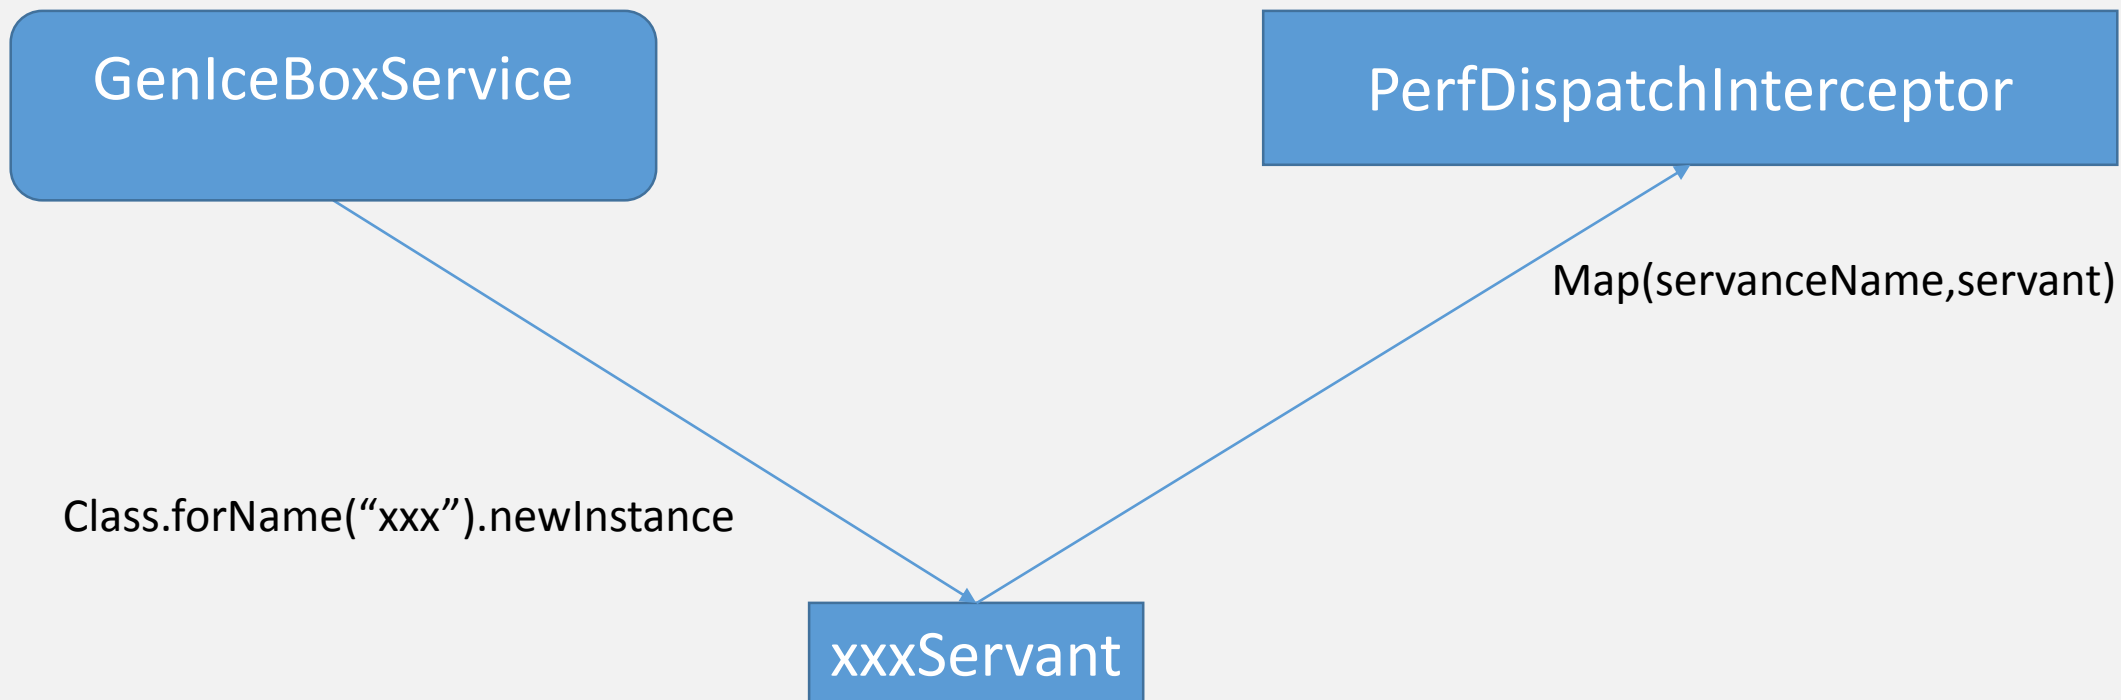 GenIceBoxService
PerfDispatchInterceptor
Map(servanceName,servant)
Class.forName(“xxx”).newInstance
xxxServant